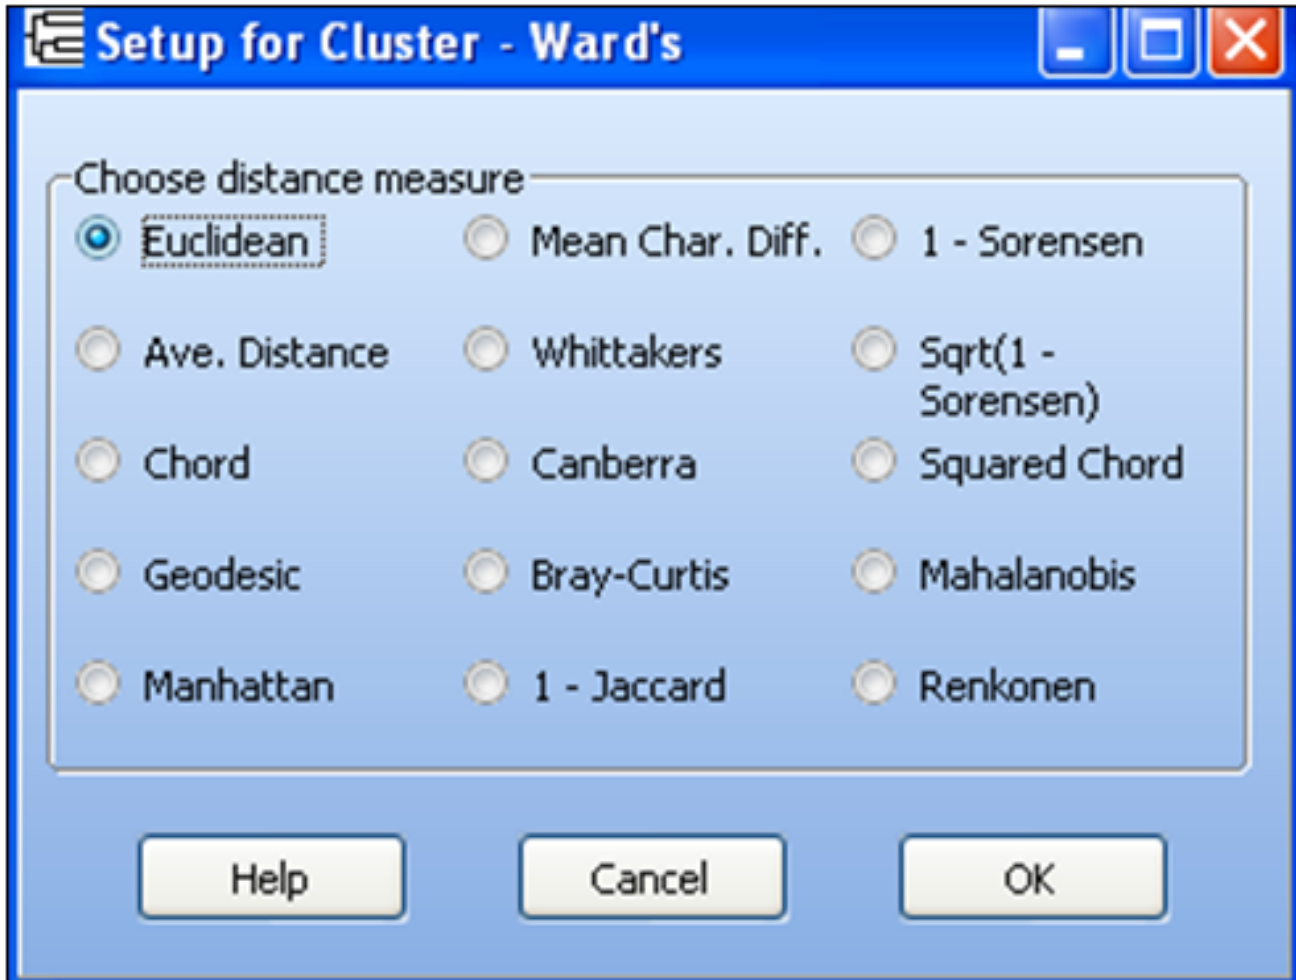 Setup for Cluster - Ward's
Choose distance measure
Euclidean
Mean Char. Diff.
1 - Sorensen
Ave. Distance
Whittakers
Sqrt(1 -
Sorensen)
Chord
Canberra
Squared Chord
Geodesic
Bray-Curtis
Mahalanobis
Manhattan
1 - Jaccard
Renkonen
Help
Cancel
OK